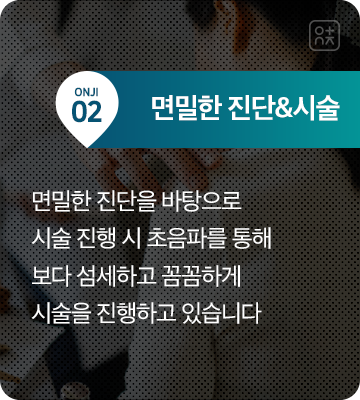 ONJI
02
면밀한 진단&시술
면밀한 진단을 바탕으로
시술 진행 시 초음파를 통해
보다 섬세하고 꼼꼼하게
시술을 진행하고 있습니다